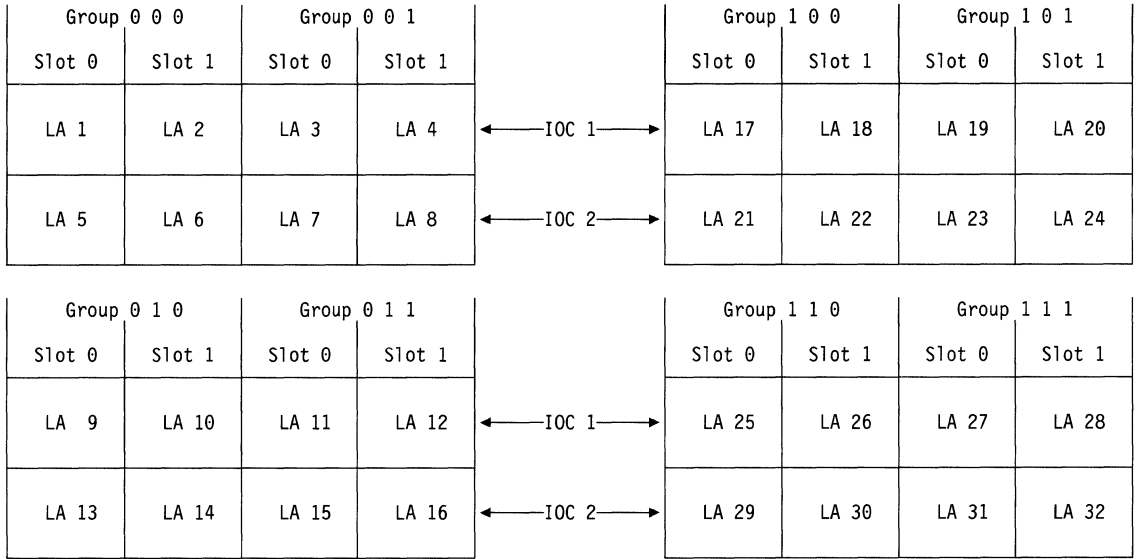 Group 0 0 0 Group 0 0 1 Group 1 0 0 Group 1 0 1
Slot 0 Slot 1 Slot 0 Slot 1 Slot 0 Slot 1 Slot 0 Slot 1
LA 1 LA 2 LA 3 LA 4 IOC 1 LA 17 LA 18 LA 19 LA 20
LA 5 LA 6 LA 7 LA 8 IOC 2 LA 21 LA 22 LA 23 LA 24
Group 0 1 0 Group 0 1 1 Group 1 1 0 Group 1 1 1
Slot 0 Slot 1 Slot 0 Slot 1 Slot 0 Slot 1 Slot 0 Slot 1
LA 9 LA 10 LA 11 LA 12 IOC 1 LA 25 LA 26 LA 27 LA 28
LA 13 LA 14 LA 15 LA 16 IOC 2 LA 29 LA 30 LA 31 LA 32